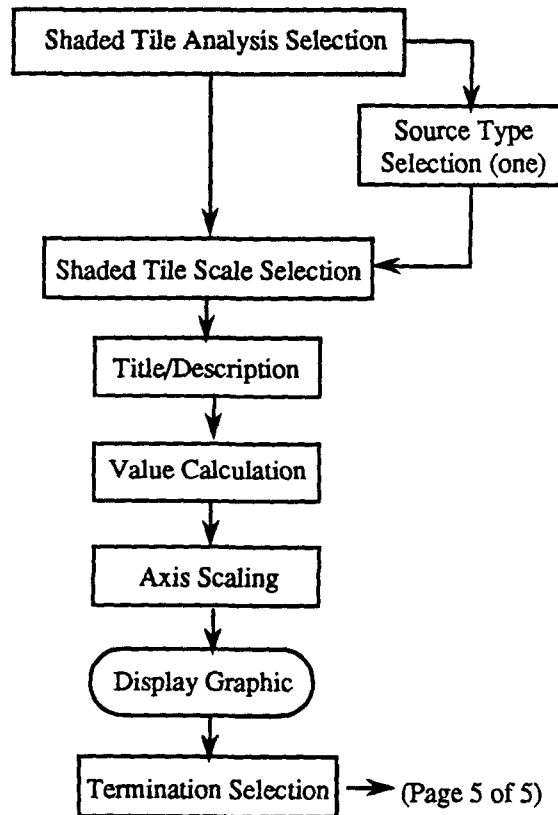 Shaded Tile Analysis Selection
Source Type
Selection (one)
Shaded Tile Scale Selection
Title/Description
Value Calculation
Axis Scaling
Display Graphic
Termination Selection
(Page 5 of 5)